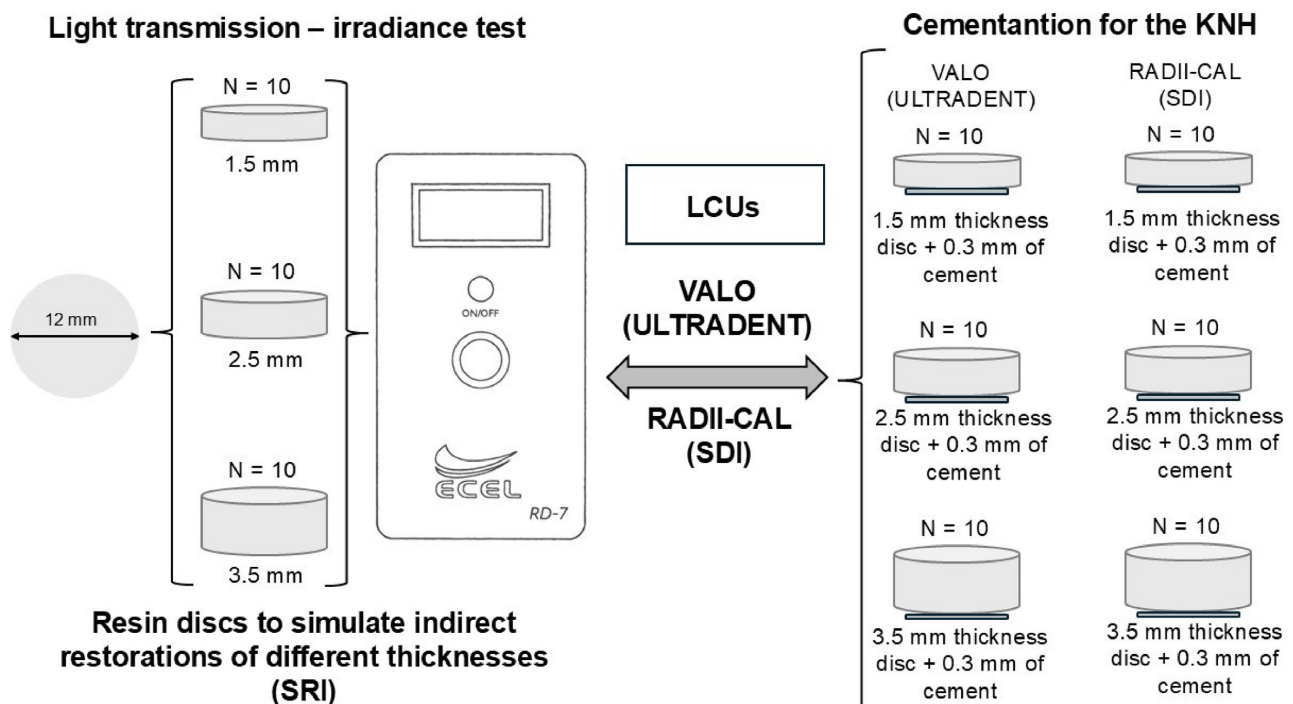 Light transmission – irradiance test
N = 10
1.5 mm
12 mm
N = 10
2.5 mm
N = 10
3.5 mm
Resin discs to simulate indirect
restorations of different thicknesses
(SRI)
ON/OFF
ECEL
RD-7
LCUs
VALO
(ULTRADENT)
RADII-CAL
(SDI)
Cementantion for the KNH
VALO
(ULTRADENT)
RADII-CAL
(SDI)
N = 10
1.5 mm thickness
disc + 0.3 mm of
cement
N = 10
1.5 mm thickness
disc + 0.3 mm of
cement
N = 10
2.5 mm thickness
disc + 0.3 mm of
cement
N = 10
2.5 mm thickness
disc + 0.3 mm of
cement
N = 10
3.5 mm thickness
disc + 0.3 mm of
cement
N = 10
3.5 mm thickness
disc + 0.3 mm of
cement